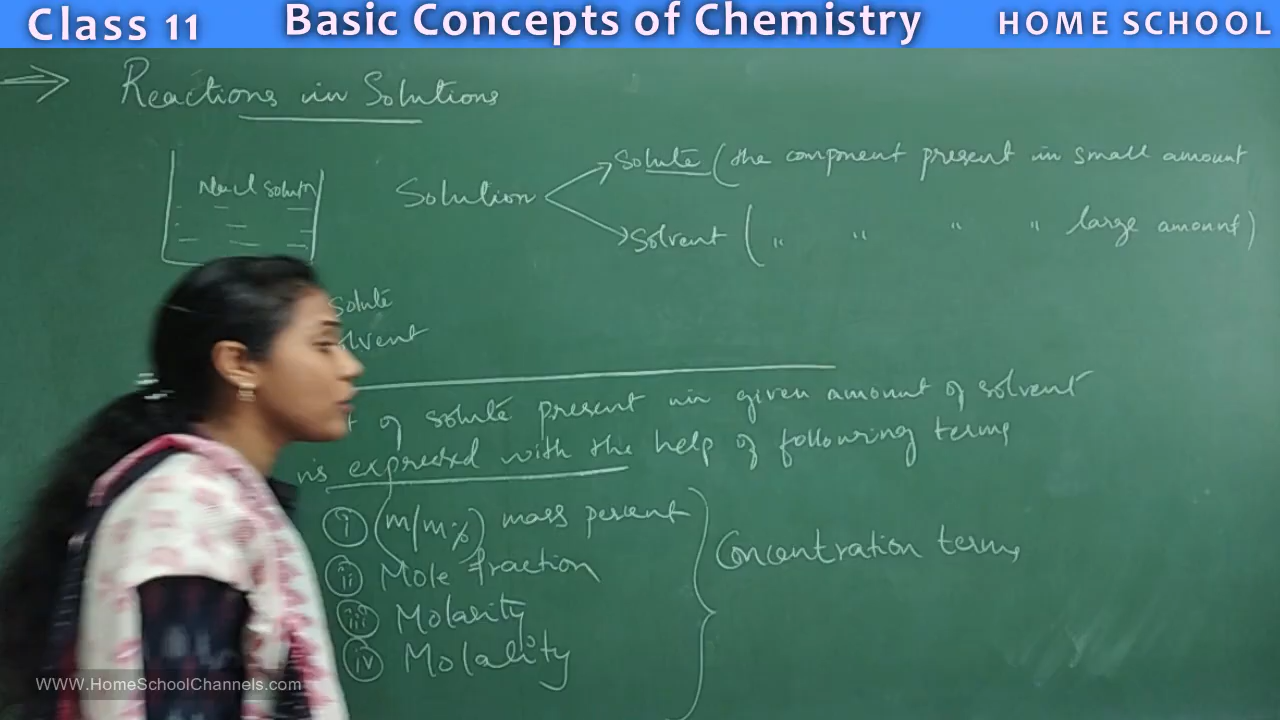 Class 11
Basic Concepts of Chemistry
HOME SCHOOL
Reactions in Solutions
NaCl solution
Solution
Solute (the component present in small amount
Solvent ( " " " " large amount)
solute
olvent
t of solute present in given amount of solvent
is expressed with the help of following terms
(i) (m/m%) mass percent
(ii) Mole fraction
(iii) Molarity
(iv) Molality
Concentration terms
WWW.HomeSchoolChannels.com